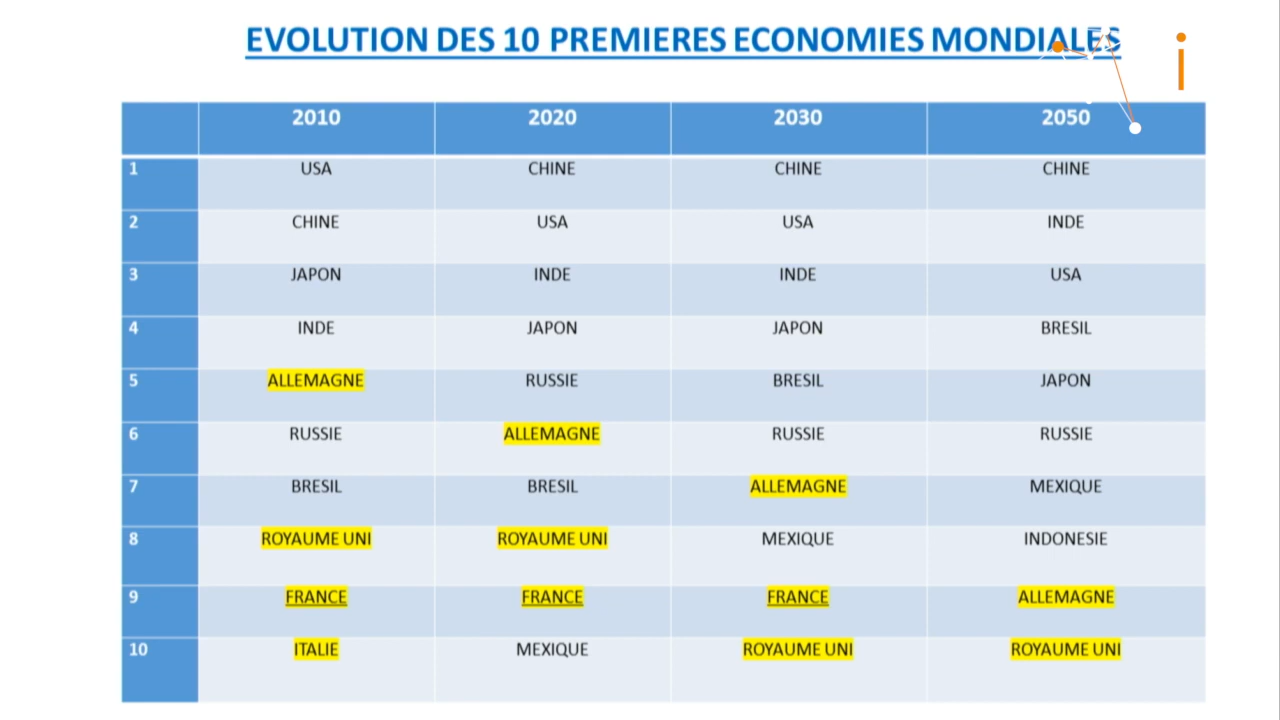 EVOLUTION DES 10 PREMIERES ECONOMIES MONDIALES
2010 2020 2030 2050
1 USA CHINE CHINE CHINE
2 CHINE USA USA INDE
3 JAPON INDE INDE USA
4 INDE JAPON JAPON BRESIL
5 ALLEMAGNE RUSSIE BRESIL JAPON
6 RUSSIE ALLEMAGNE RUSSIE RUSSIE
7 BRESIL BRESIL ALLEMAGNE MEXIQUE
8 ROYAUME UNI ROYAUME UNI MEXIQUE INDONESIE
9 FRANCE FRANCE FRANCE ALLEMAGNE
10 ITALIE MEXIQUE ROYAUME UNI ROYAUME UNI